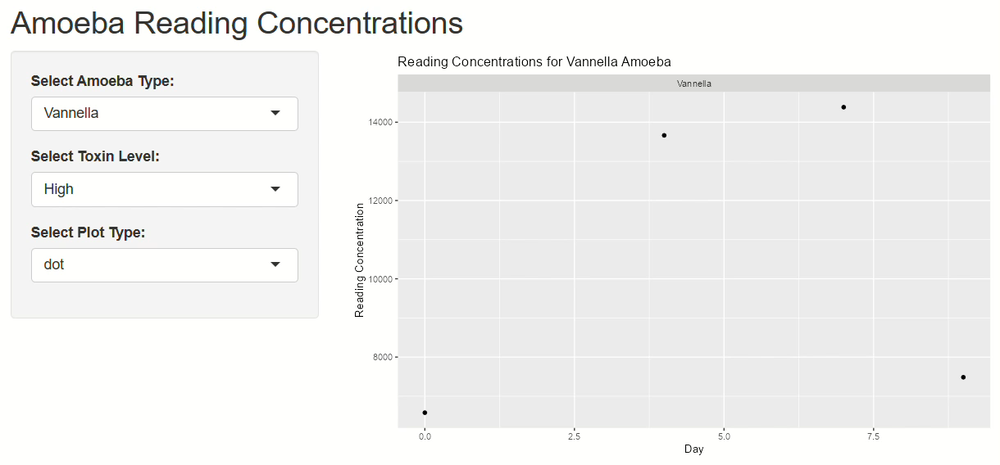 Amoeba Reading Concentrations
Select Amoeba Type:
Vannella
Select Toxin Level:
High
Select Plot Type:
dot
Reading Concentrations for Vannella Amoeba
Vannella
Reading Concentration
14000
12000
10000
8000
0.0 2.5 5.0 7.5
Day